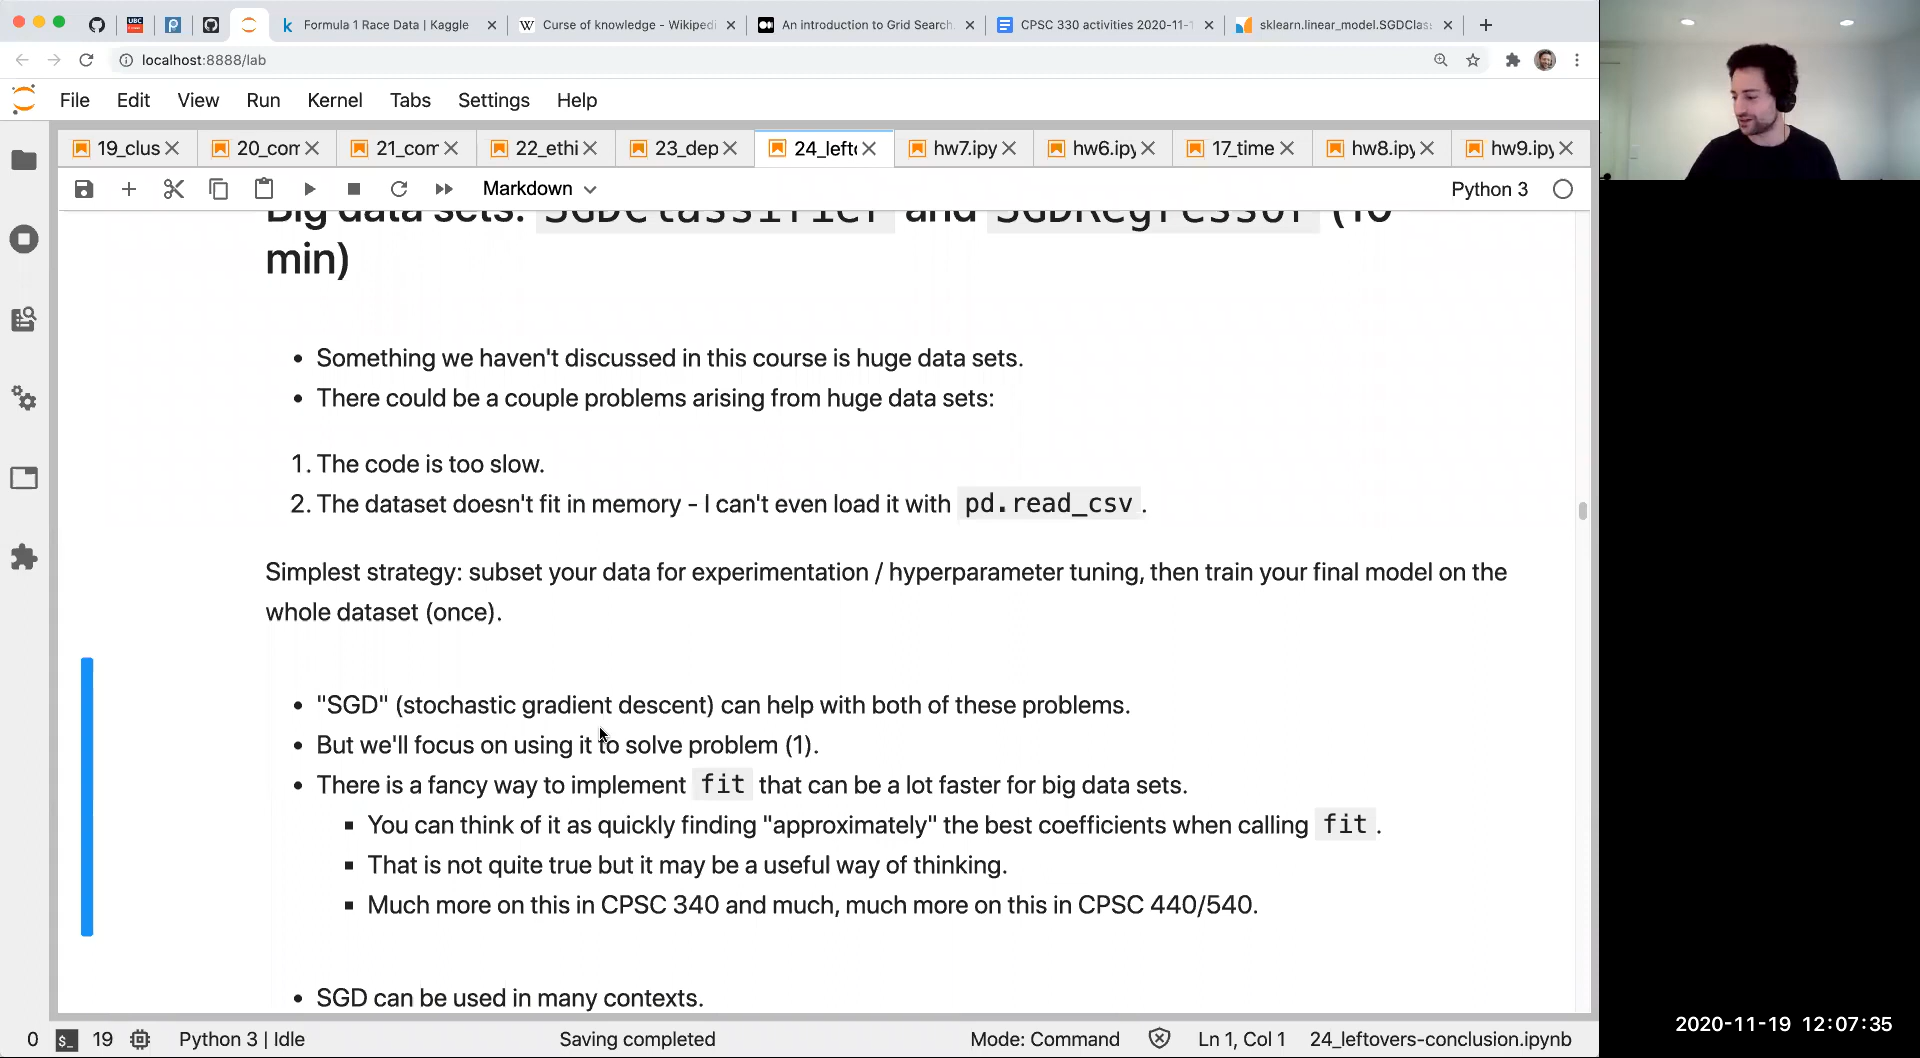 Formula 1 Race Data | Kaggle
Curse of knowledge - Wikiped
An introduction to Grid Search
CPSC 330 activities 2020-11-1
sklearn.linear_model.SGDClas
localhost:8888/lab
File Edit View Run Kernel Tabs Settings Help
19_clus 20_com 21_com 22_ethi 23_dep 24_lefto hw7.ipy hw6.ipy 17_time hw8.ipy hw9.ipy
Markdown
Python 3
Big data sets: SGDClassifier and SGDRegressor (10
min)
• Something we haven't discussed in this course is huge data sets.
• There could be a couple problems arising from huge data sets:
1. The code is too slow.
2. The dataset doesn't fit in memory - I can't even load it with pd.read_csv.
Simplest strategy: subset your data for experimentation / hyperparameter tuning, then train your final model on the
whole dataset (once).
• "SGD" (stochastic gradient descent) can help with both of these problems.
• But we'll focus on using it to solve problem (1).
• There is a fancy way to implement fit that can be a lot faster for big data sets.
▪ You can think of it as quickly finding "approximately" the best coefficients when calling fit.
▪ That is not quite true but it may be a useful way of thinking.
▪ Much more on this in CPSC 340 and much, much more on this in CPSC 440/540.
• SGD can be used in many contexts.
0 19 Python 3 | Idle Saving completed Mode: Command Ln 1, Col 1 24_leftovers-conclusion.ipynb
2020-11-19 12:07:35